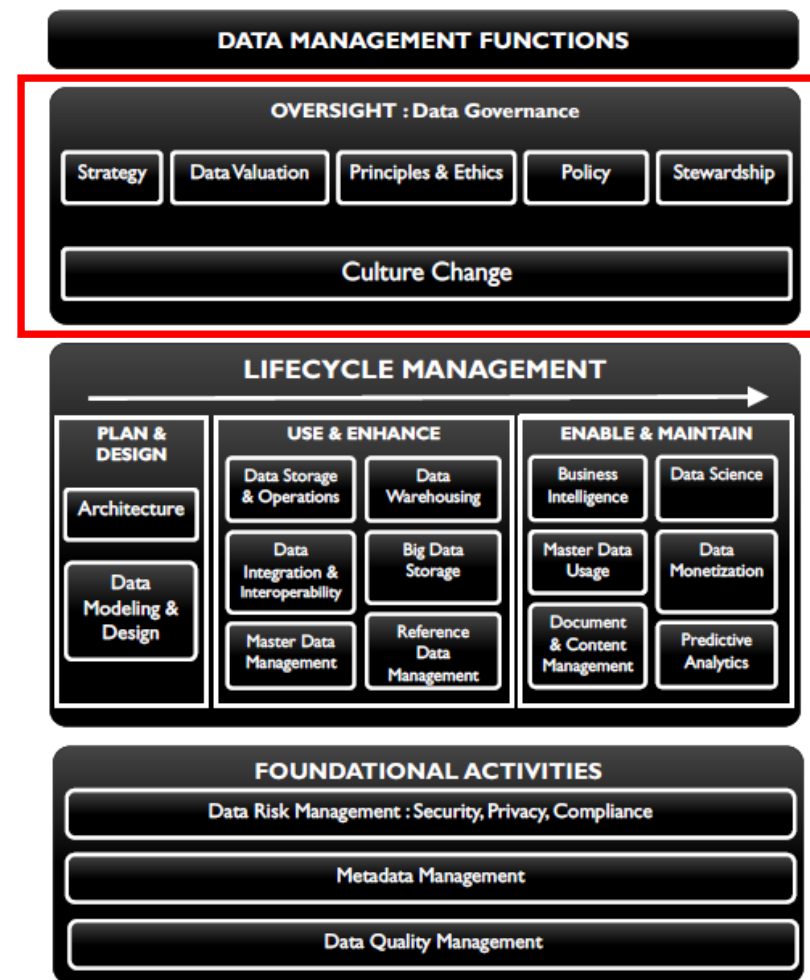 DATA MANAGEMENT FUNCTIONS
OVERSIGHT : Data Governance
Strategy
Data Valuation
Principles & Ethics
Policy
Stewardship
Culture Change
LIFECYCLE MANAGEMENT
PLAN &
DESIGN
Architecture
Data
Modeling &
Design
USE & ENHANCE
Data Storage
& Operations
Data
Warehousing
Data
Integration &
Interoperability
Big Data
Storage
Master Data
Management
Reference
Data
Management
ENABLE & MAINTAIN
Business
Intelligence
Data Science
Master Data
Usage
Data
Monetization
Document
& Content
Management
Predictive
Analytics
FOUNDATIONAL ACTIVITIES
Data Risk Management : Security, Privacy, Compliance
Metadata Management
Data Quality Management